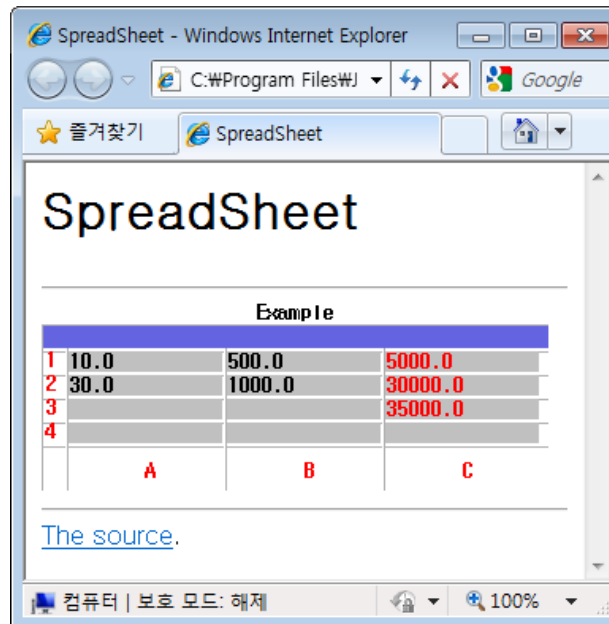 SpreadSheet - Windows Internet Explorer
C:₩Program Files₩J
Google
즐겨찾기 SpreadSheet
SpreadSheet
Example
1 10.0 500.0 5000.0
2 30.0 1000.0 30000.0
3 35000.0
4
A B C
The source.
컴퓨터 | 보호 모드: 해제 100%